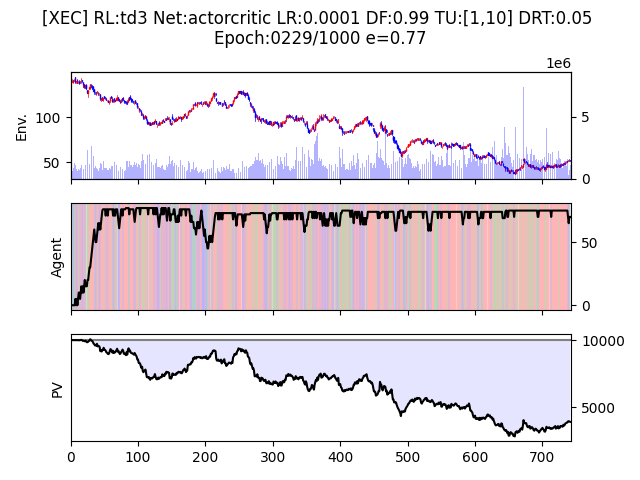 [XEC] RL:td3 Net:actorcritic LR:0.0001 DF:0.99 TU:[1,10] DRT:0.05
Epoch:0229/1000 e=0.77
1e6
Env.
100
50
5
0
Agent
50
0
PV
10000
5000
0 100 200 300 400 500 600 700